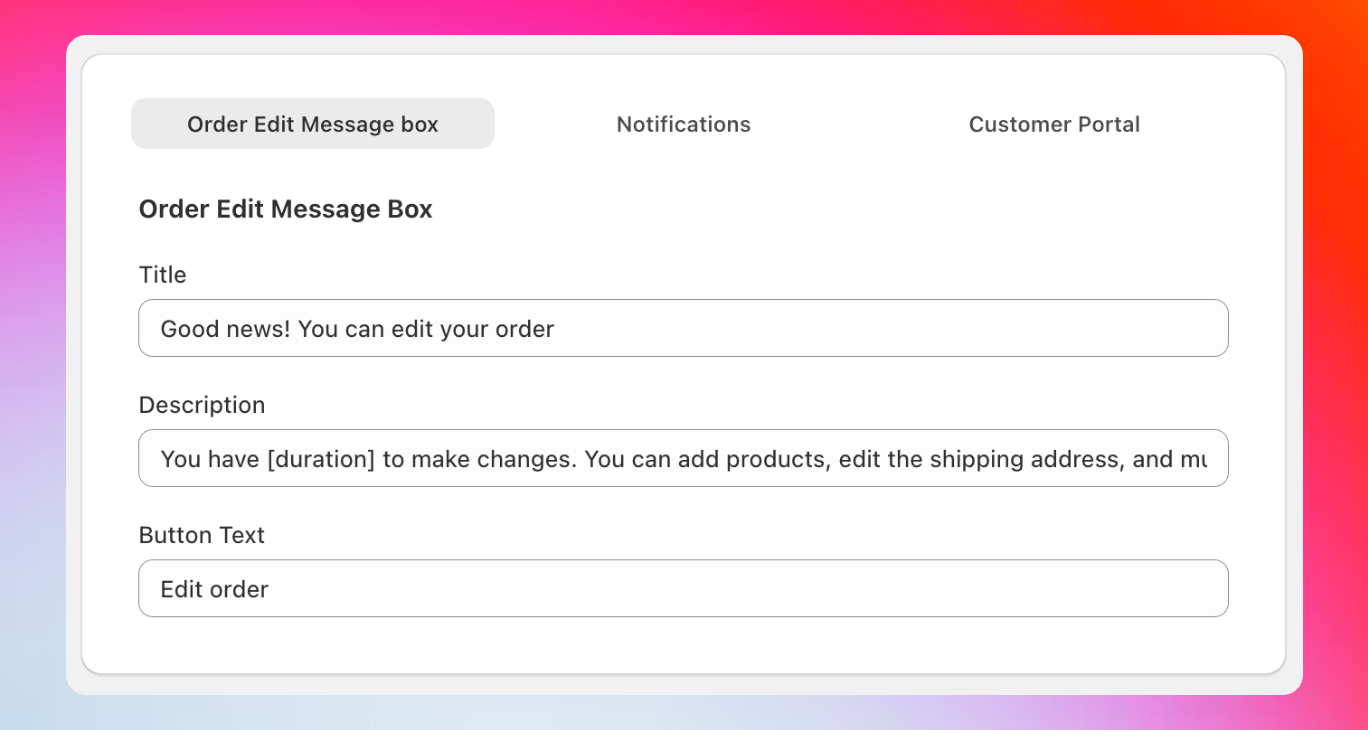 Order Edit Message box
Notifications
Customer Portal
Order Edit Message Box
Title
Good news! You can edit your order
Description
You have [duration] to make changes. You can add products, edit the shipping address, and
Button Text
Edit order